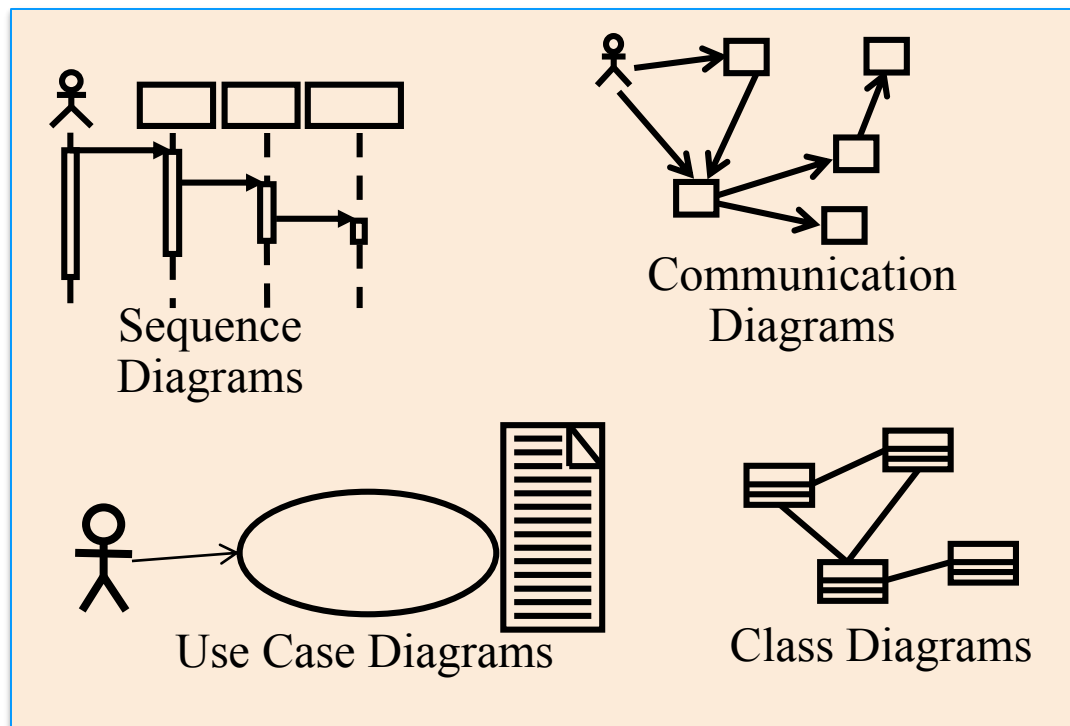 Sequence
Diagrams
Communication
Diagrams
Use Case Diagrams
Class Diagrams